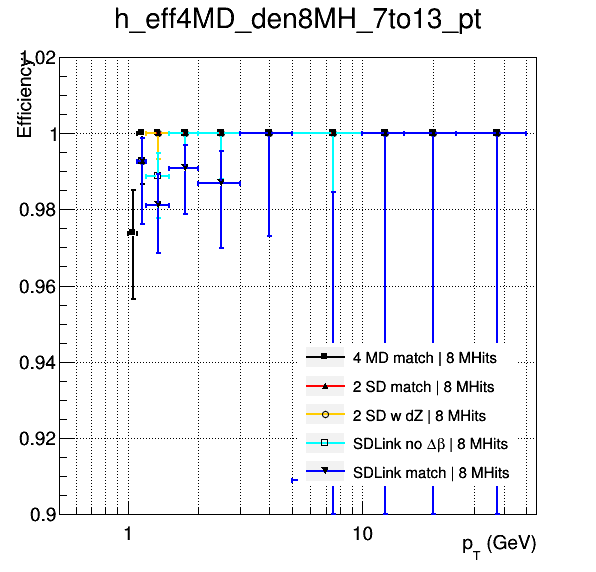 h_eff4MD_den8MH_7to13_pt
Efficiency
1.02
1
0.98
0.96
0.94
0.92
0.9
4 MD match | 8 MHits
2 SD match | 8 MHits
2 SD w dZ | 8 MHits
SDLink no Δβ | 8 MHits
SDLink match | 8 MHits
1
10
p_T (GeV)